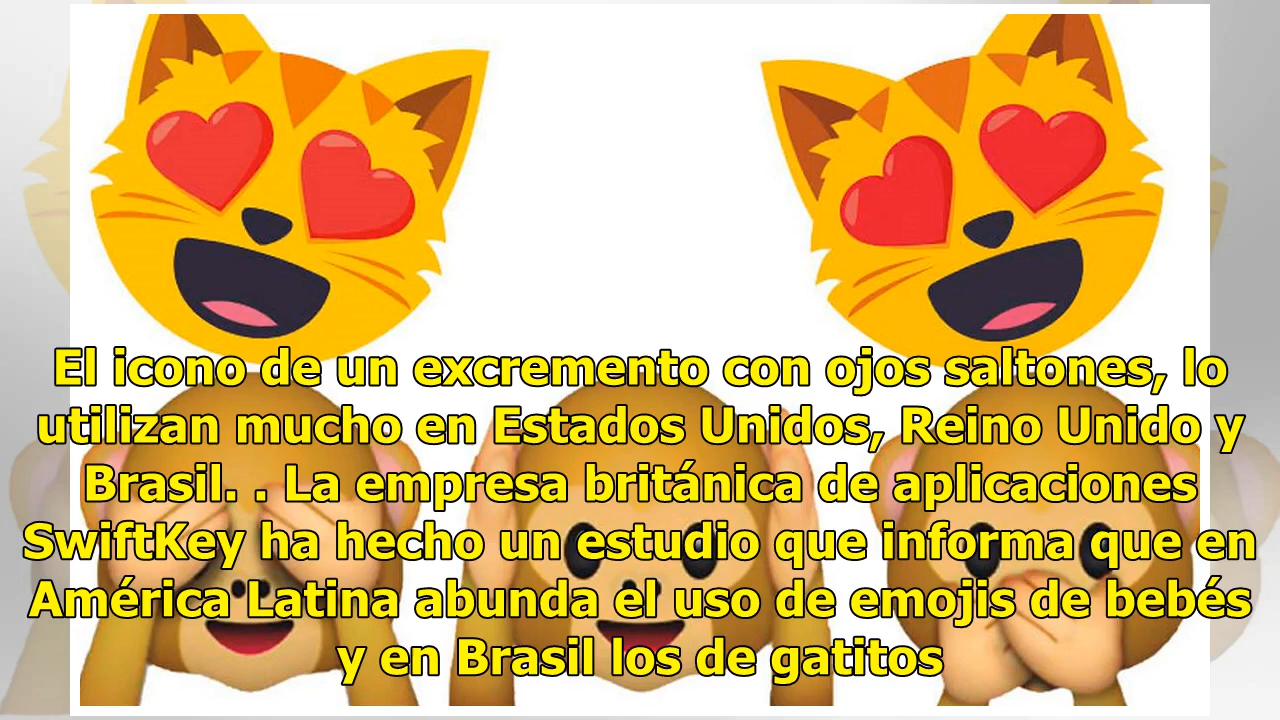 El icono de un excremento con ojos saltones, lo
utilizan mucho en Estados Unidos, Reino Unido y
Brasil. . La empresa británica de aplicaciones
SwiftKey ha hecho un estudio que informa que en
América Latina abunda el uso de emojis de bebés
y en Brasil los de gatitos